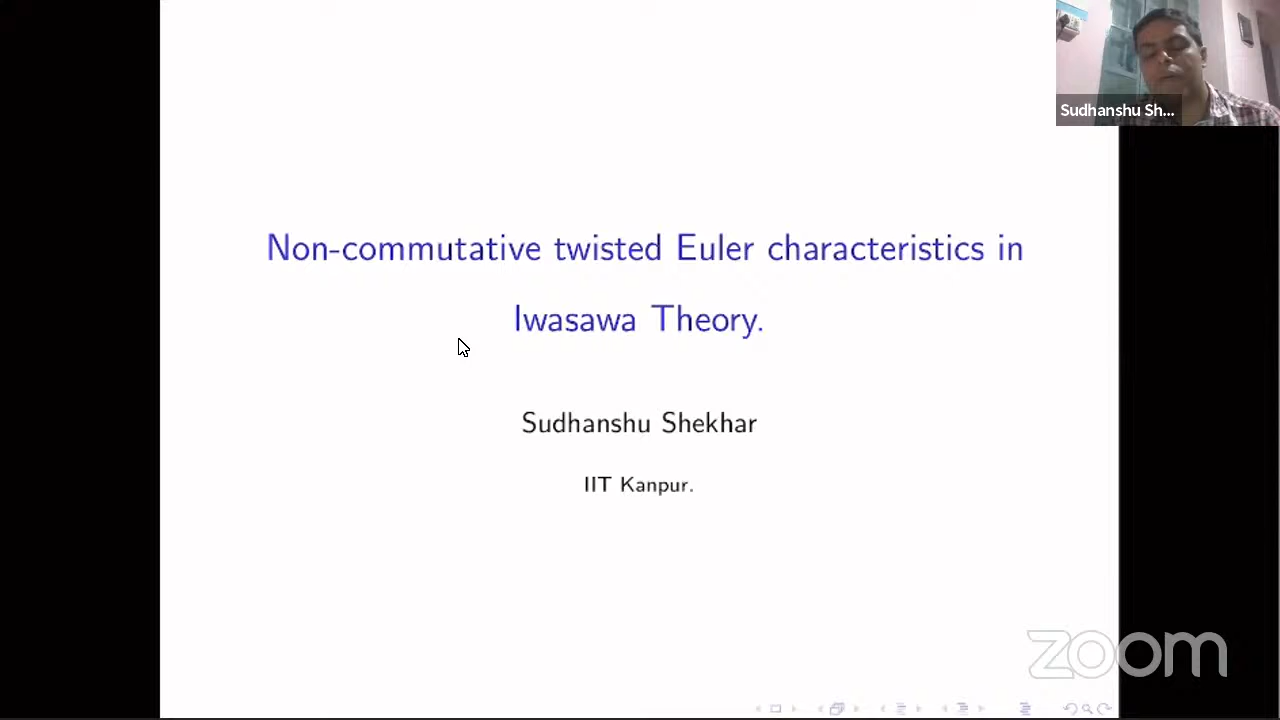 Sudhanshu Sh...
Non-commutative twisted Euler characteristics in
Iwasawa Theory.
Sudhanshu Shekhar
IIT Kanpur.
zoom